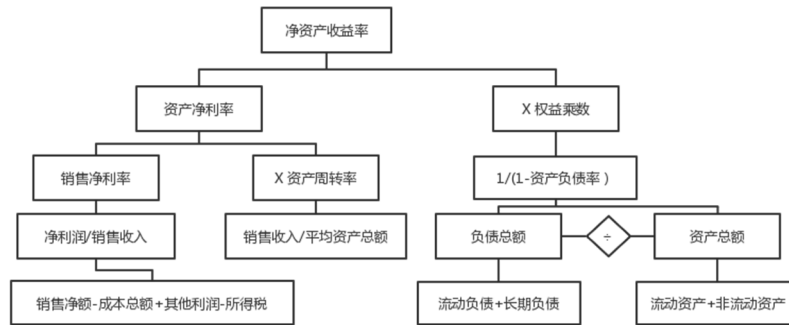 净资产收益率
资产净利率
X 权益乘数
销售净利率
X 资产周转率
1/(1-资产负债率)
净利润/销售收入
销售收入/平均资产总额
负债总额
÷
资产总额
销售净额-成本总额+其他利润-所得税
流动负债+长期负债
流动资产+非流动资产